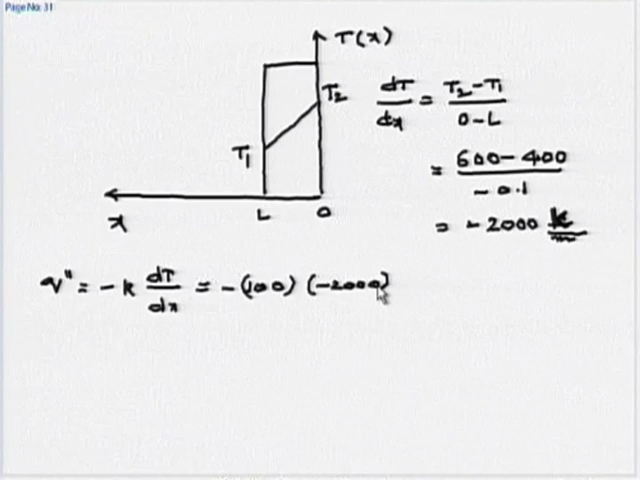 Page No: 31
T(x)
T2
T1
x
L
0
dT/dx = T2-T1/0-L
= 600-400/-0.1
= -2000 K/m
q" = -k dT/dx = -(100) (-2000)